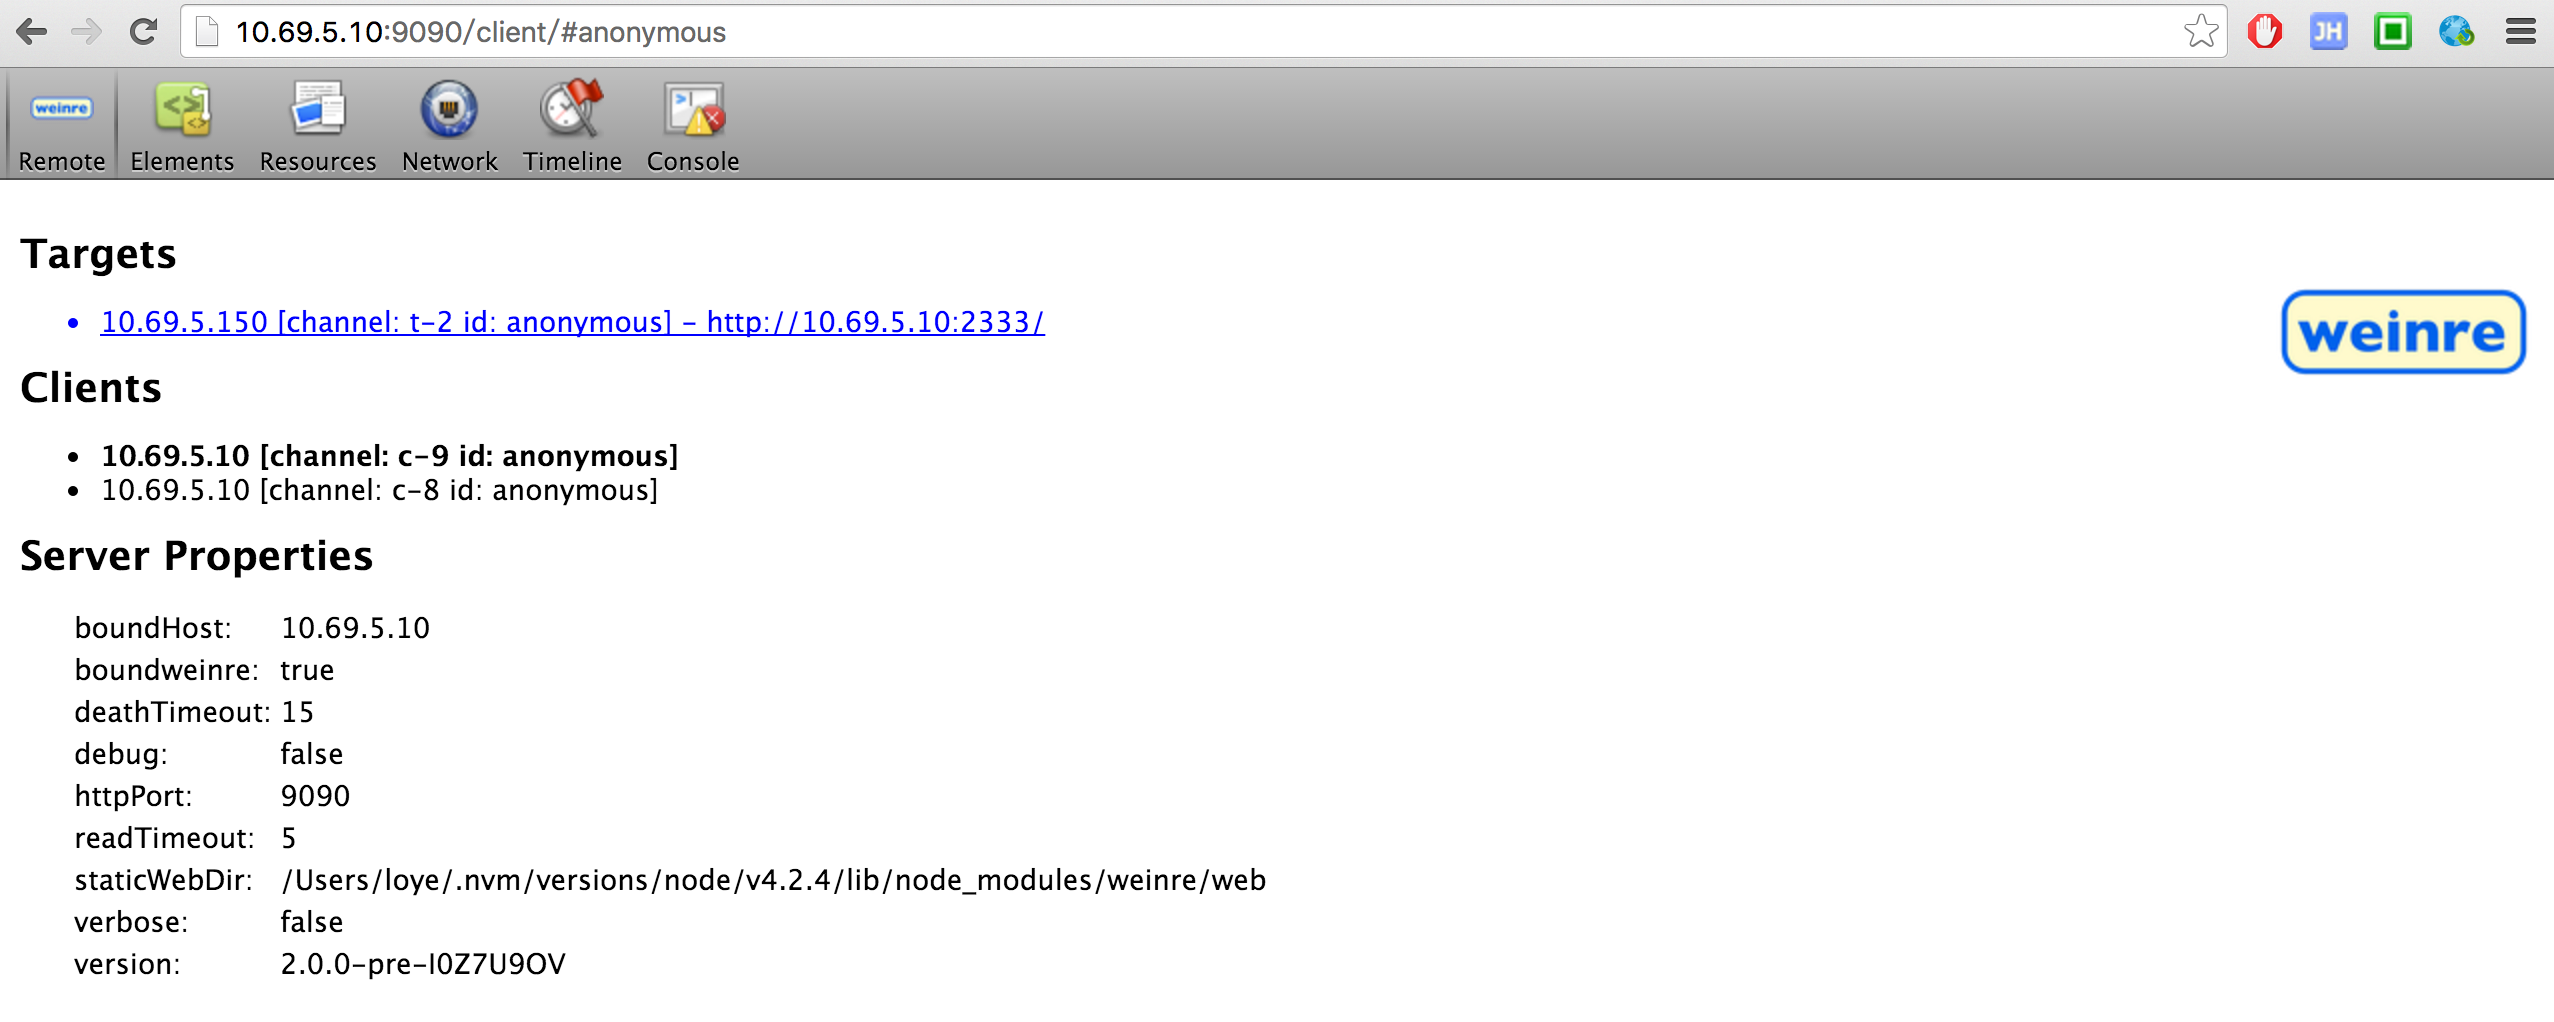 10.69.5.10:9090/client/#anonymous
JH
weinre
Remote Elements Resources Network Timeline Console
Targets
10.69.5.150 [channel: t-2 id: anonymous] - http://10.69.5.10:2333/
weinre
Clients
10.69.5.10 [channel: c-9 id: anonymous]
10.69.5.10 [channel: c-8 id: anonymous]
Server Properties
boundHost: 10.69.5.10
boundweinre: true
deathTimeout: 15
debug: false
httpPort: 9090
readTimeout: 5
staticWebDir: /Users/loye/.nvm/versions/node/v4.2.4/lib/node_modules/weinre/web
verbose: false
version: 2.0.0-pre-I0Z7U9OV